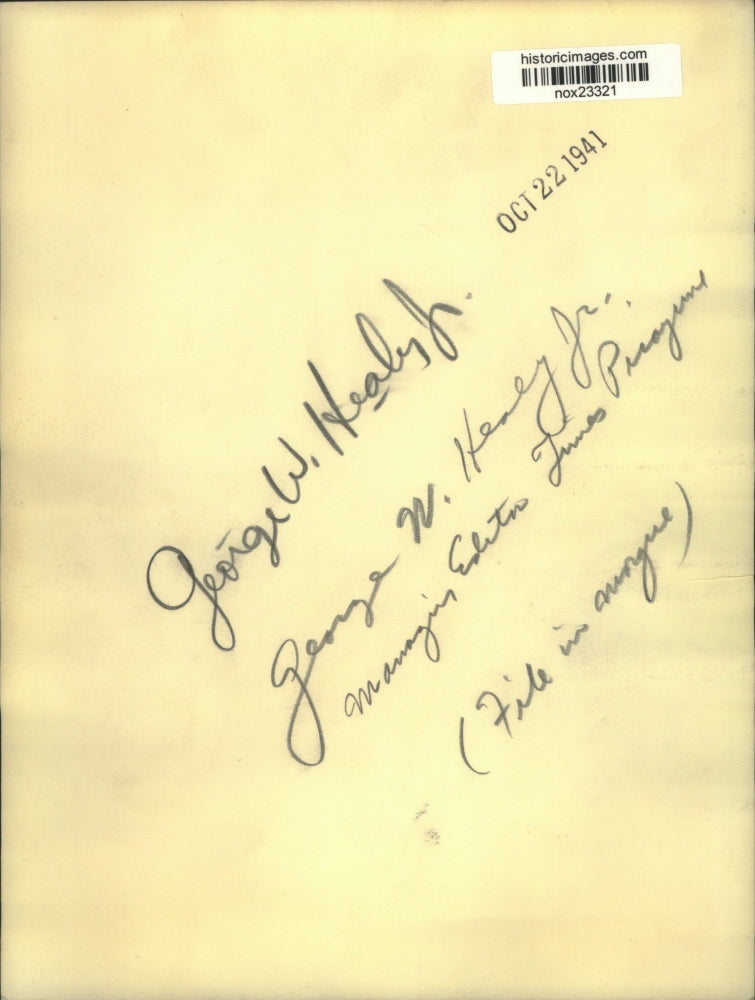 historicimages.com
nox23321
OCT 22 1941
George W. Healy Jr.
George W. Healy Jr.
Managing Editor Times Picayune
(File in morgue)